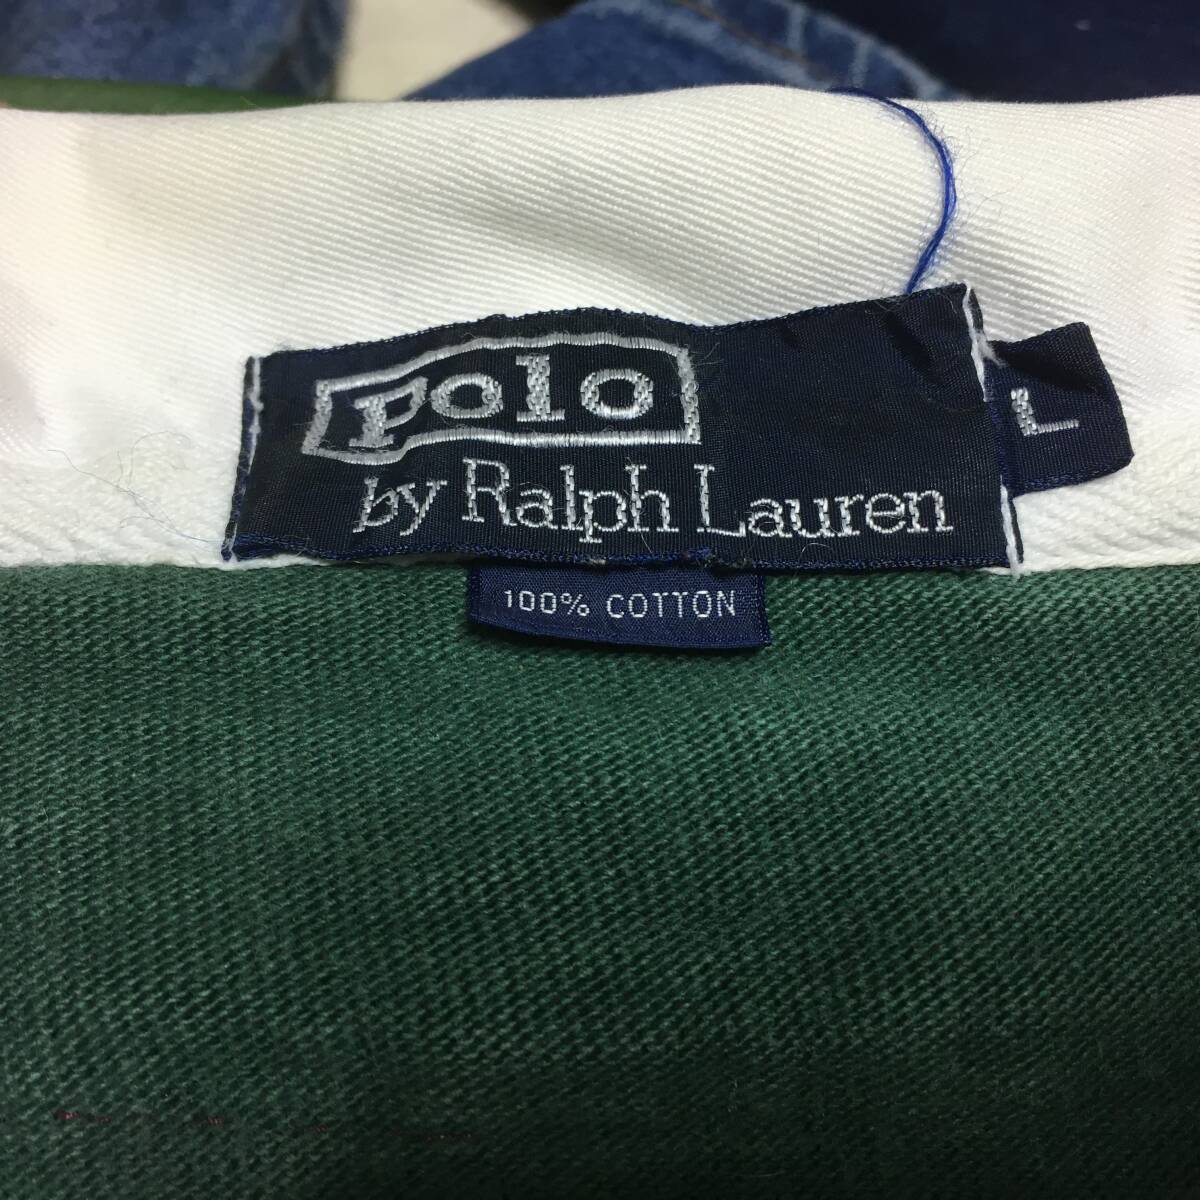 Polo
by Ralph Lauren
L
100% COTTON